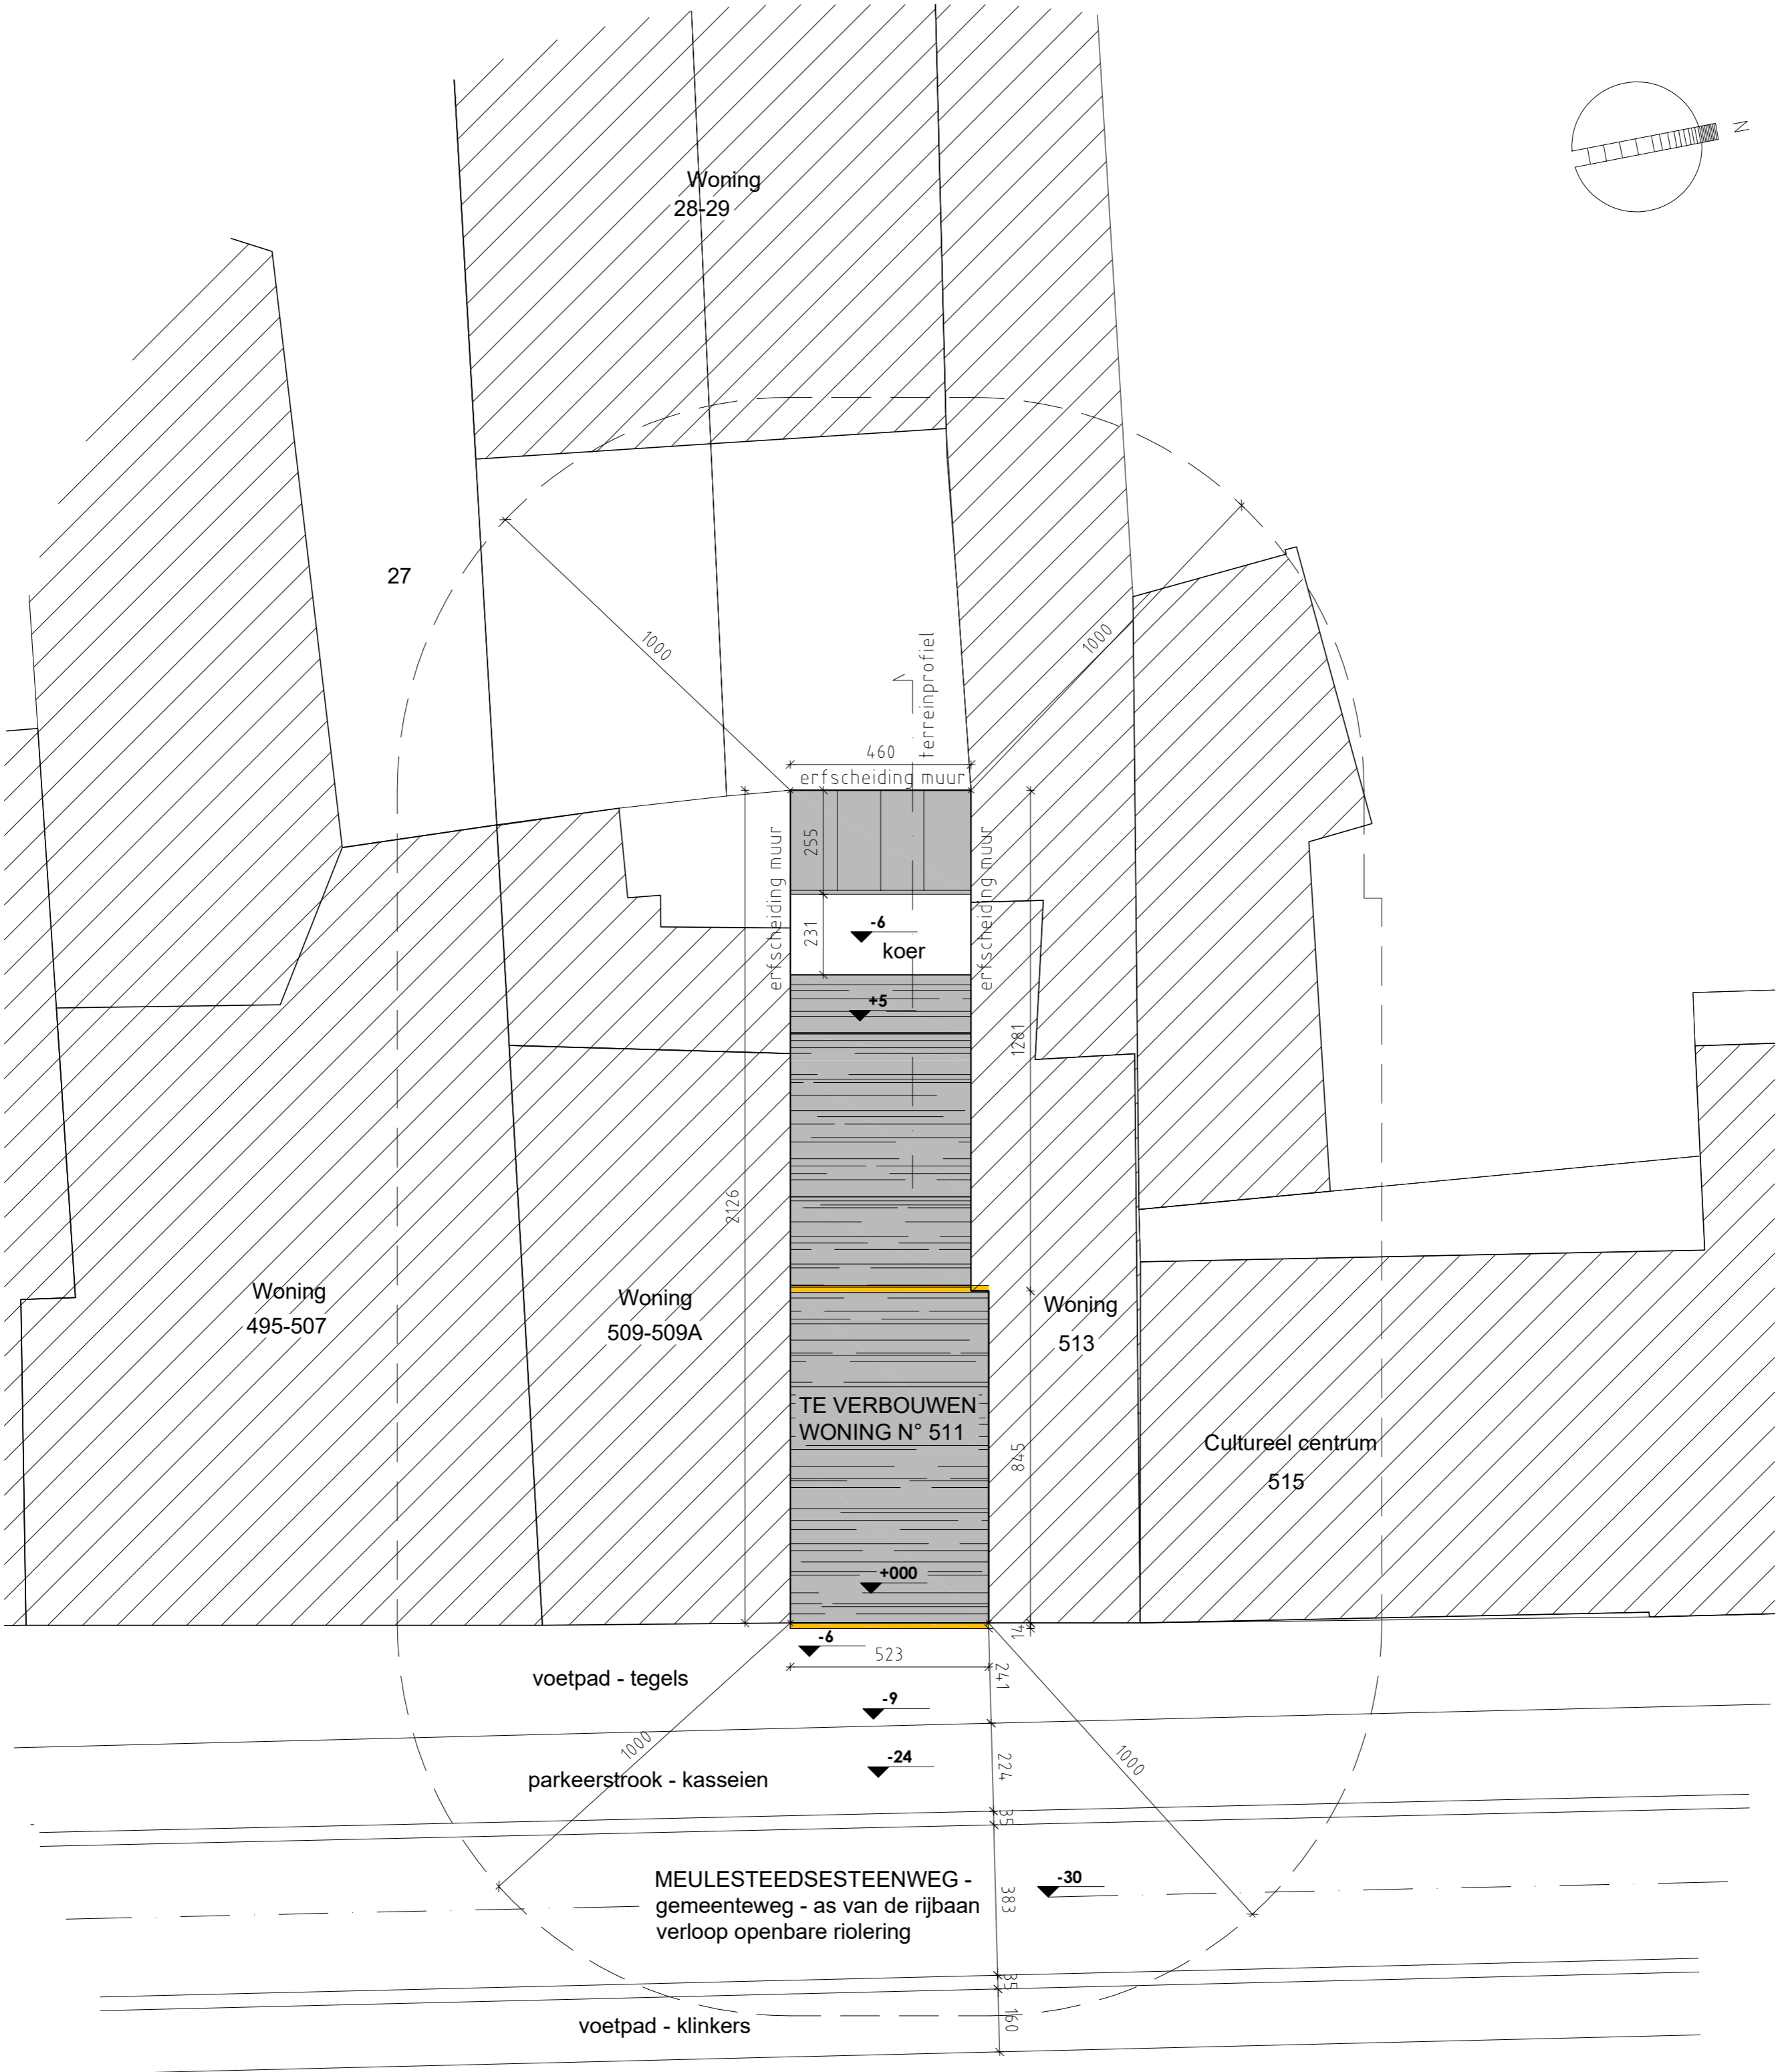 N
Woning
28-29
27
1000
1000
terreinprofiel
460
erfscheiding muur
erfscheiding muur
erfscheiding muur
255
231
-6
koer
+5
1281
2126
Woning
495-507
Woning
509-509A
Woning
513
TE VERBOUWEN
WONING N° 511
845
Cultureel centrum
515
+000
14
-6
523
241
voetpad - tegels
-9
1000
1000
-24
224
parkeerstrook - kasseien
35
MEULESTEEDSESTEENWEG -
gemeenteweg - as van de rijbaan
verloop openbare riolering
-30
383
35
160
voetpad - klinkers